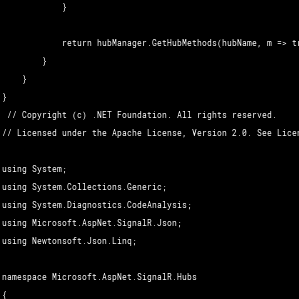 }
return hubManager.GetHubMethods(hubName, m =>
}
}
}
// Copyright (c) .NET Foundation. All rights reserved.
// Licensed under the Apache License, Version 2.0. See
using System;
using System.Collections.Generic;
using System.Diagnostics.CodeAnalysis;
using Microsoft.AspNet.SignalR.Json;
using Newtonsoft.Json.Linq;
namespace Microsoft.AspNet.SignalR.Hubs
{